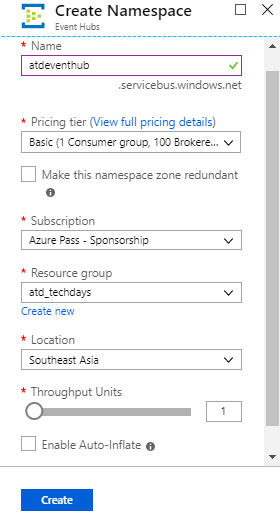 Create Namespace
Event Hubs
* Name
atdeventhub
.servicebus.windows.net
* Pricing tier (View full pricing details)
Basic (1 Consumer group, 100 Brokere...
Make this namespace zone redundant
* Subscription
Azure Pass - Sponsorship
* Resource group
atd_techdays
Create new
* Location
Southeast Asia
* Throughput Units
1
Enable Auto-Inflate
Create